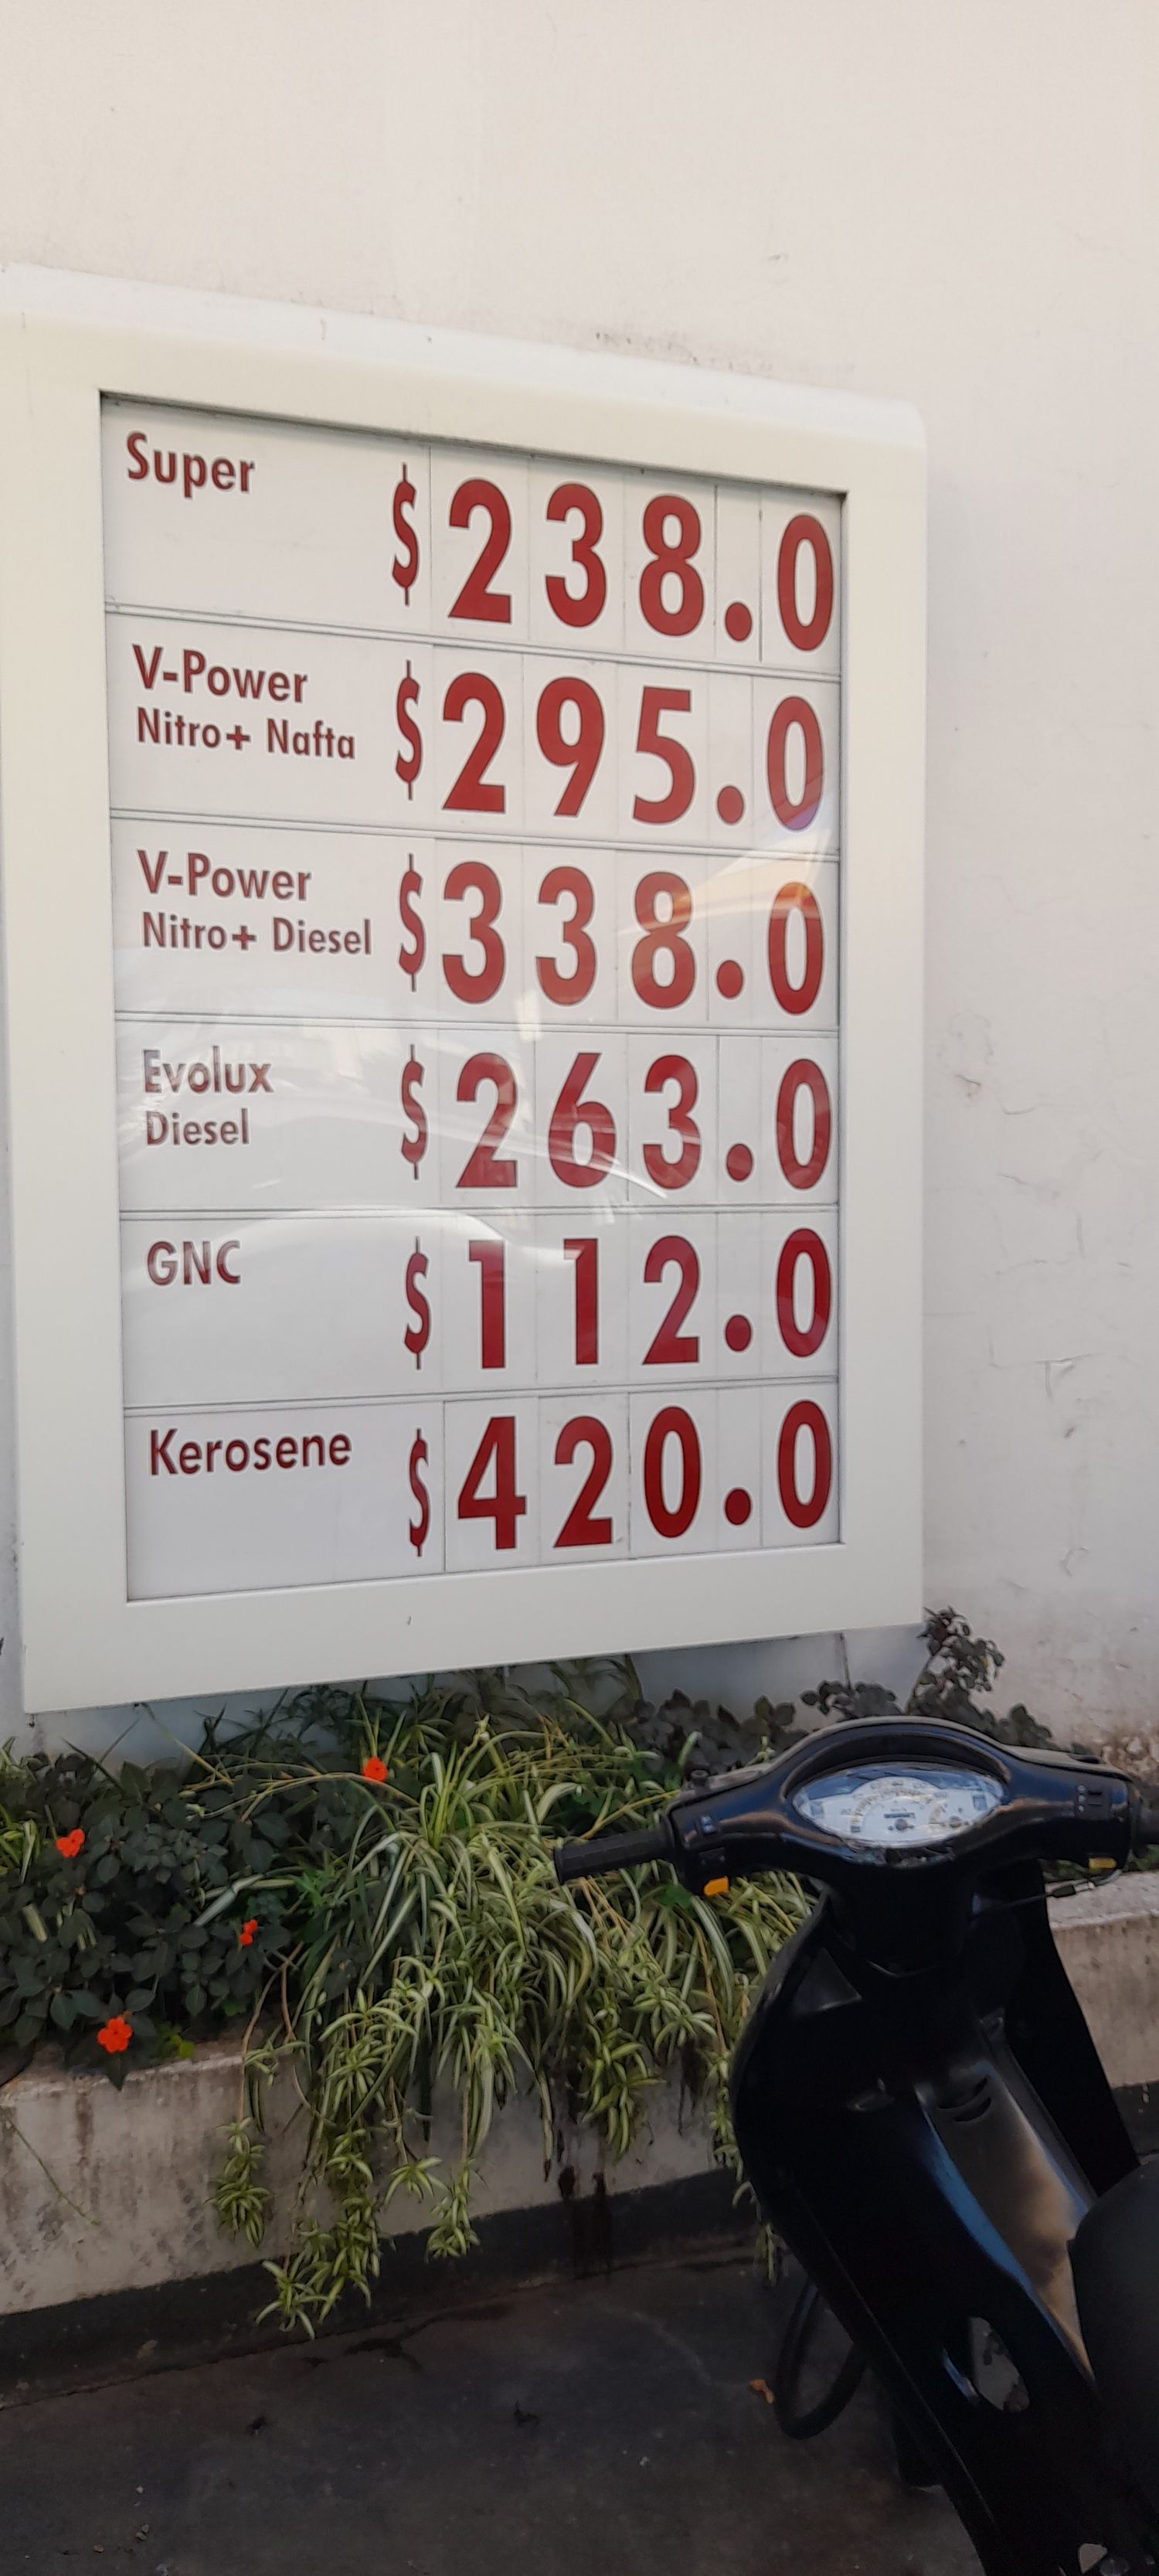 Super $238.0
V-Power
Nitro+ Nafta $295.0
V-Power
Nitro+ Diesel $338.0
Evolux
Diesel $263.0
GNC $112.0
Kerosene $420.0